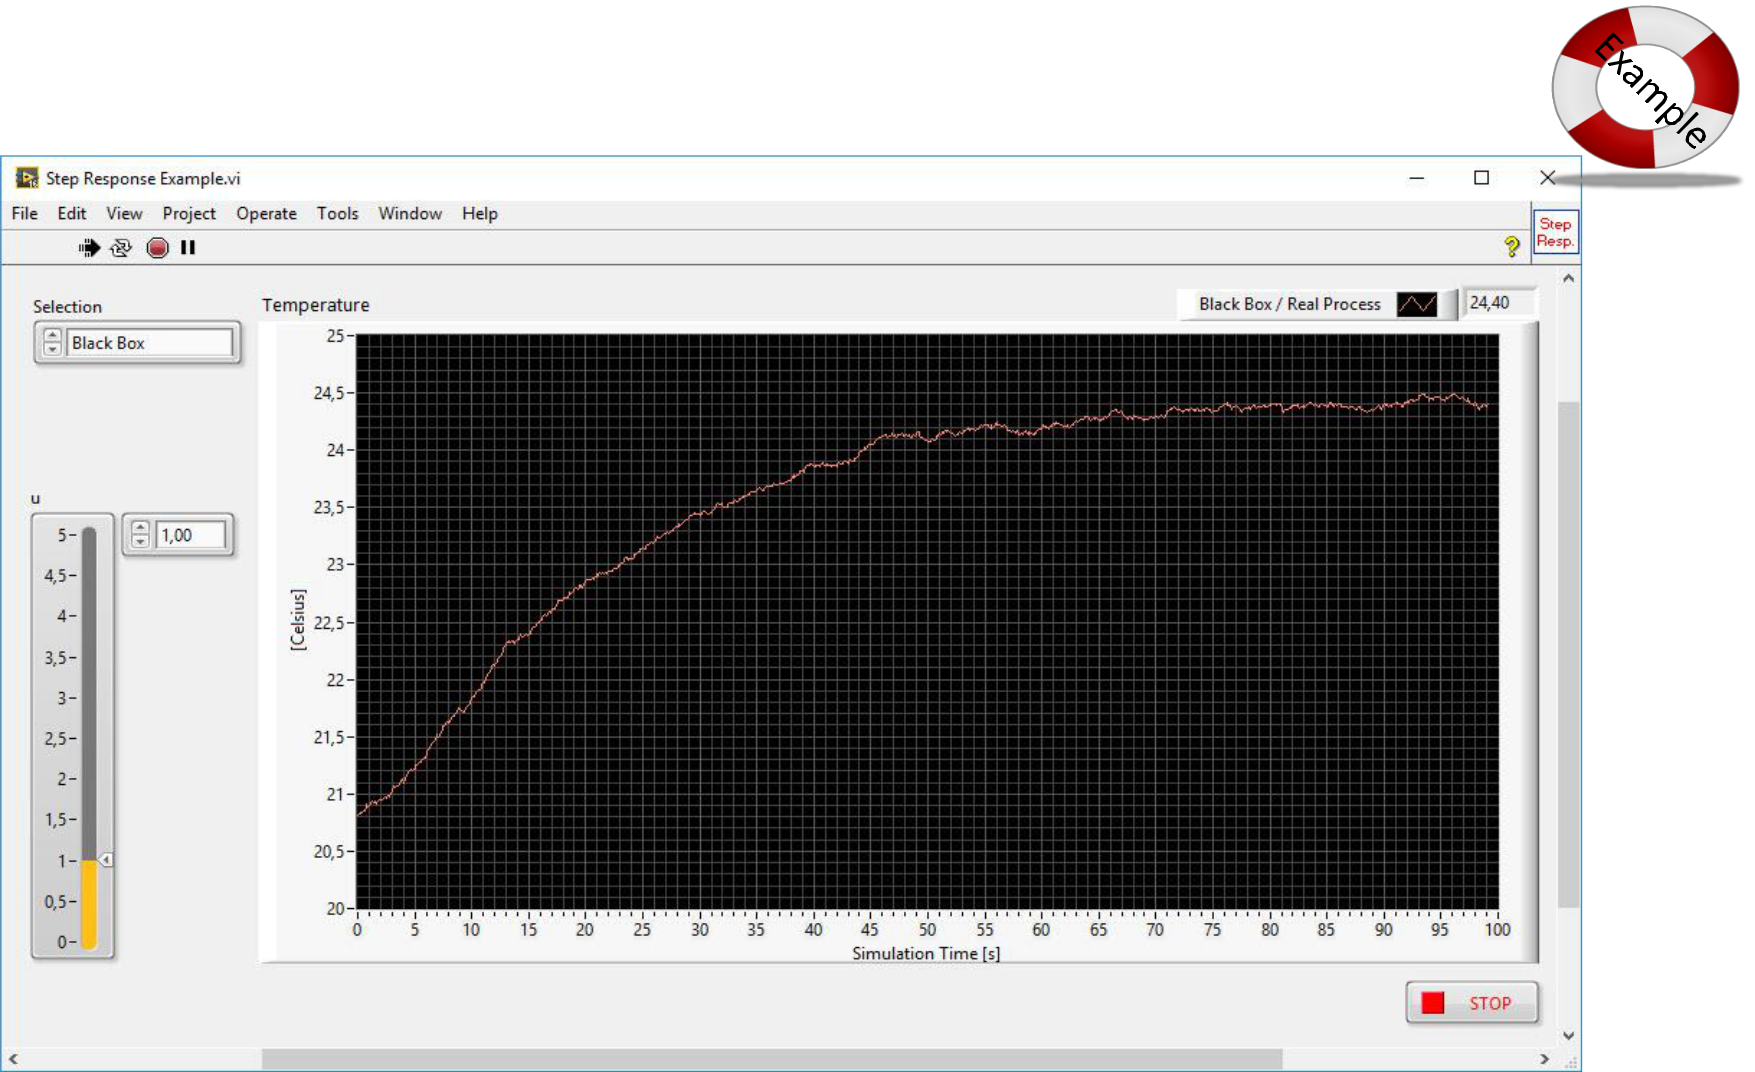 Example
Step Response Example.vi
File Edit View Project Operate Tools Window Help
Step
Resp.
Selection
Black Box
Temperature
Black Box / Real Process
24,40
u
1,00
5
4,5
4
3,5
3
2,5
2
1,5
1
0,5
0
[Celsius]
25
24,5
24
23,5
23
22,5
22
21,5
21
20,5
20
0 5 10 15 20 25 30 35 40 45 50 55 60 65 70 75 80 85 90 95 100
Simulation Time [s]
STOP